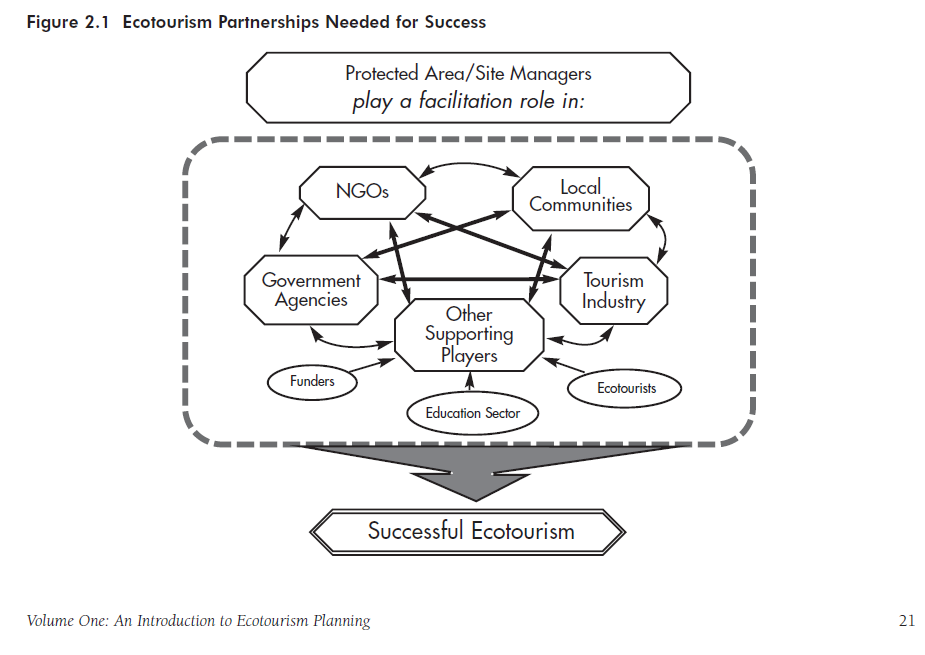 Figure 2.1 Ecotourism Partnerships Needed for Success
Protected Area/Site Managers
play a facilitation role in:
NGOs
Local
Communities
Government
Agencies
Tourism
Industry
Other
Supporting
Players
Funders
Education Sector
Ecotourists
Successful Ecotourism
Volume One: An Introduction to Ecotourism Planning
21